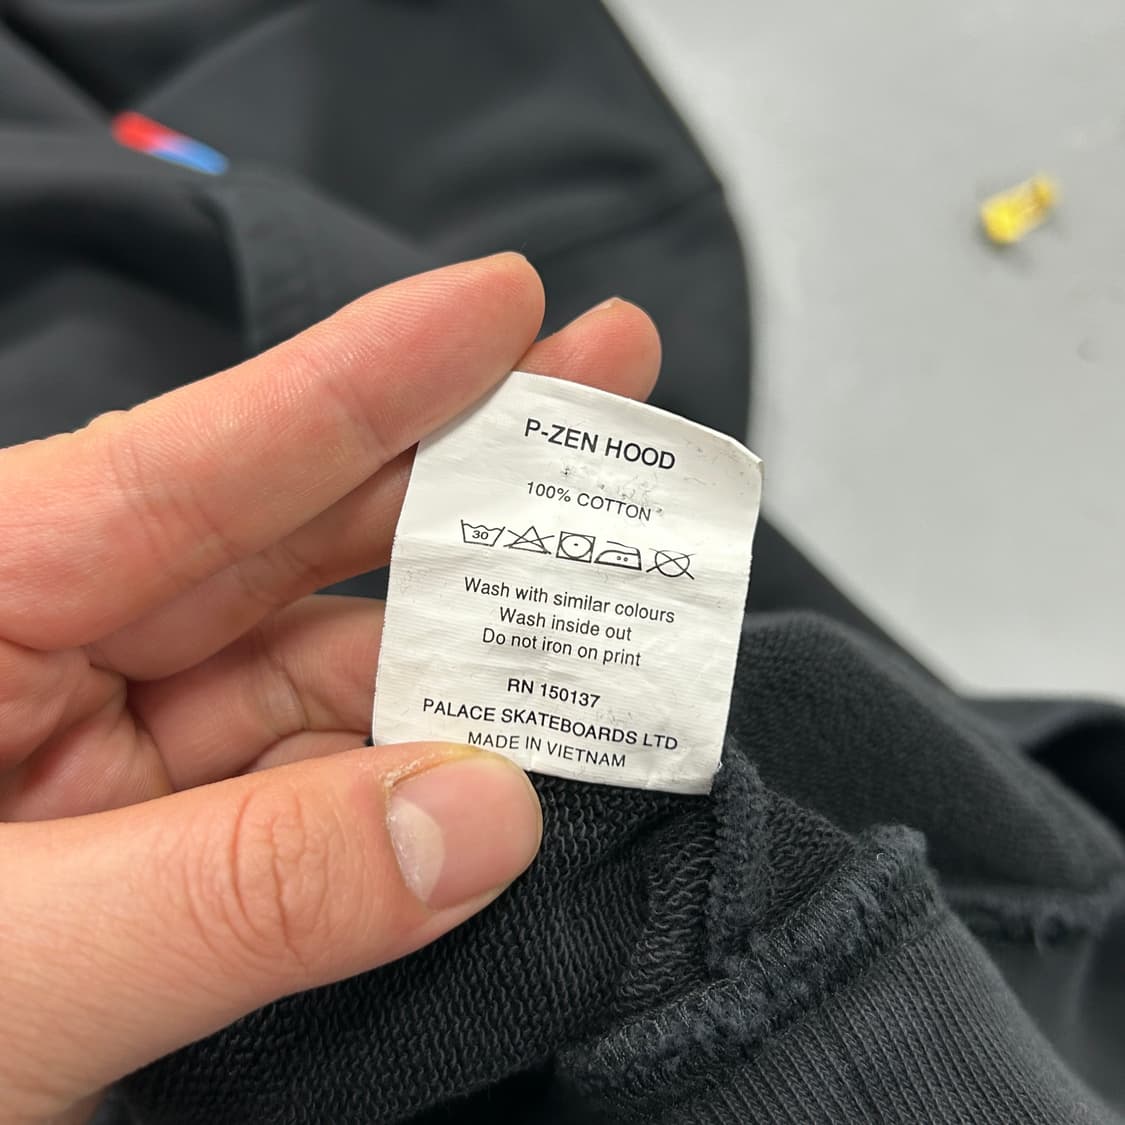 P-ZEN HOOD
100% COTTON
30
Wash with similar colours
Wash inside out
Do not iron on print
RN 150137
PALACE SKATEBOARDS LTD
MADE IN VIETNAM